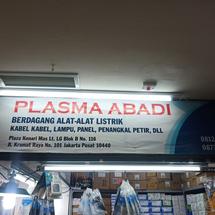 PLASMA ABADI
BERDAGANG ALAT-ALAT LISTRIK
KABEL KABEL, LAMPU, PANEL, PENANGKAL PETIR, DLL
Plaza Kenari Mas Lt. LG Blok B No. 116
Jl. Kramat Raya No. 101 Jakarta Pusat 10440
0812